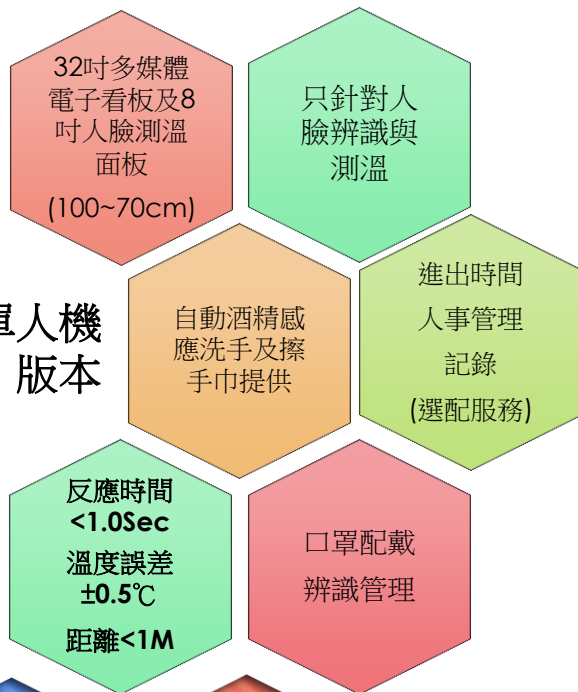 32吋多媒體
電子看板及8
吋人臉測溫
面板
(100~70cm)
只針對人
臉辨識與
測溫
單人機
版本
自動酒精感
應洗手及擦
手巾提供
進出時間
人事管理
記錄
(選配服務)
反應時間
<1.0Sec
溫度誤差
±0.5℃
距離<1M
口罩配戴
辨識管理